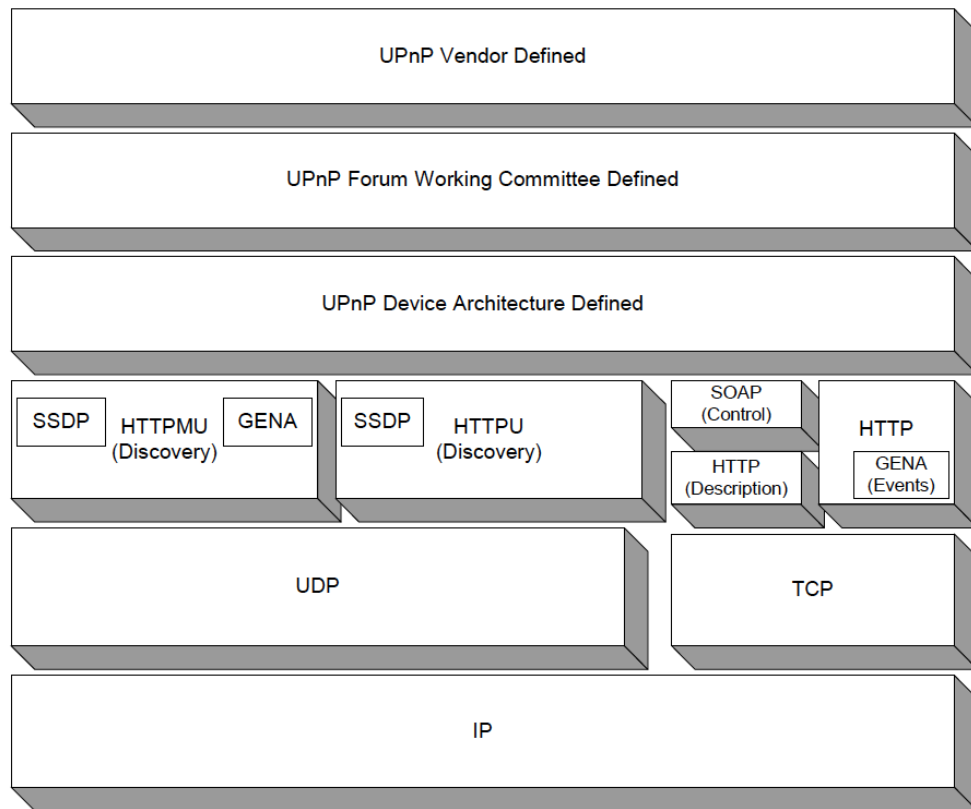 UPnP Vendor Defined
UPnP Forum Working Committee Defined
UPnP Device Architecture Defined
SSDP
HTTPMU
(Discovery)
GENA
SSDP
HTTPU
(Discovery)
SOAP
(Control)
HTTP
(Description)
HTTP
GENA
(Events)
UDP
TCP
IP